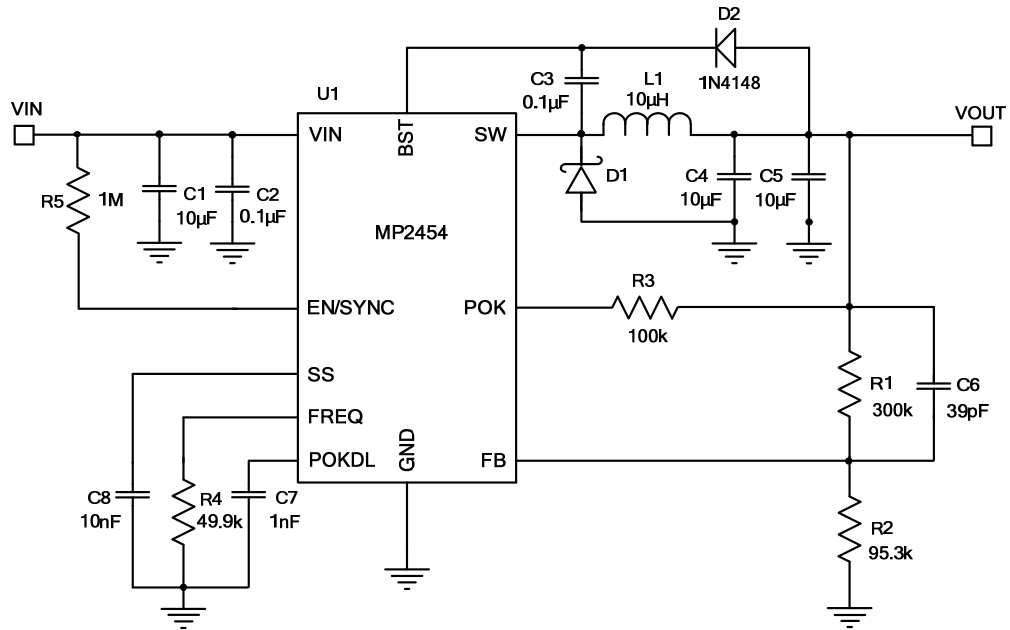 D2
1N4148
C3
0.1µF
L1
10µH
U1
VIN
VOUT
VIN
BST
SW
R5
1M
C1
10µF
C2
0.1µF
D1
C4
10µF
C5
10µF
MP2454
EN/SYNC
POK
R3
100k
SS
FREQ
POKDL
GND
FB
R1
300k
C6
39pF
C8
10nF
R4
49.9k
C7
1nF
R2
95.3k